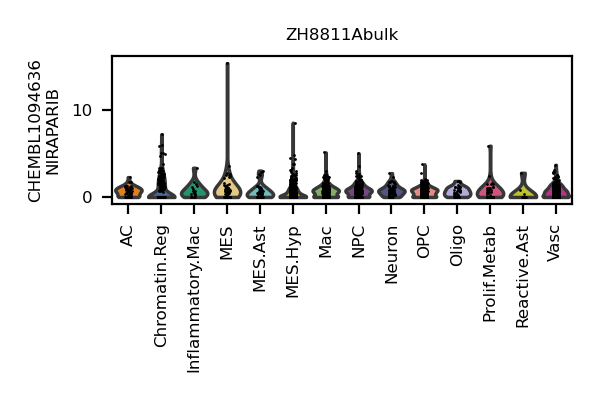 ZH8811Abulk
CHEMBL1094636
NIRAPARIB
10
0
AC
Chromatin.Reg
Inflammatory.Mac
MES
MES.Ast
MES.Hyp
Mac
NPC
Neuron
OPC
Oligo
Prolif.Metab
Reactive.Ast
Vasc